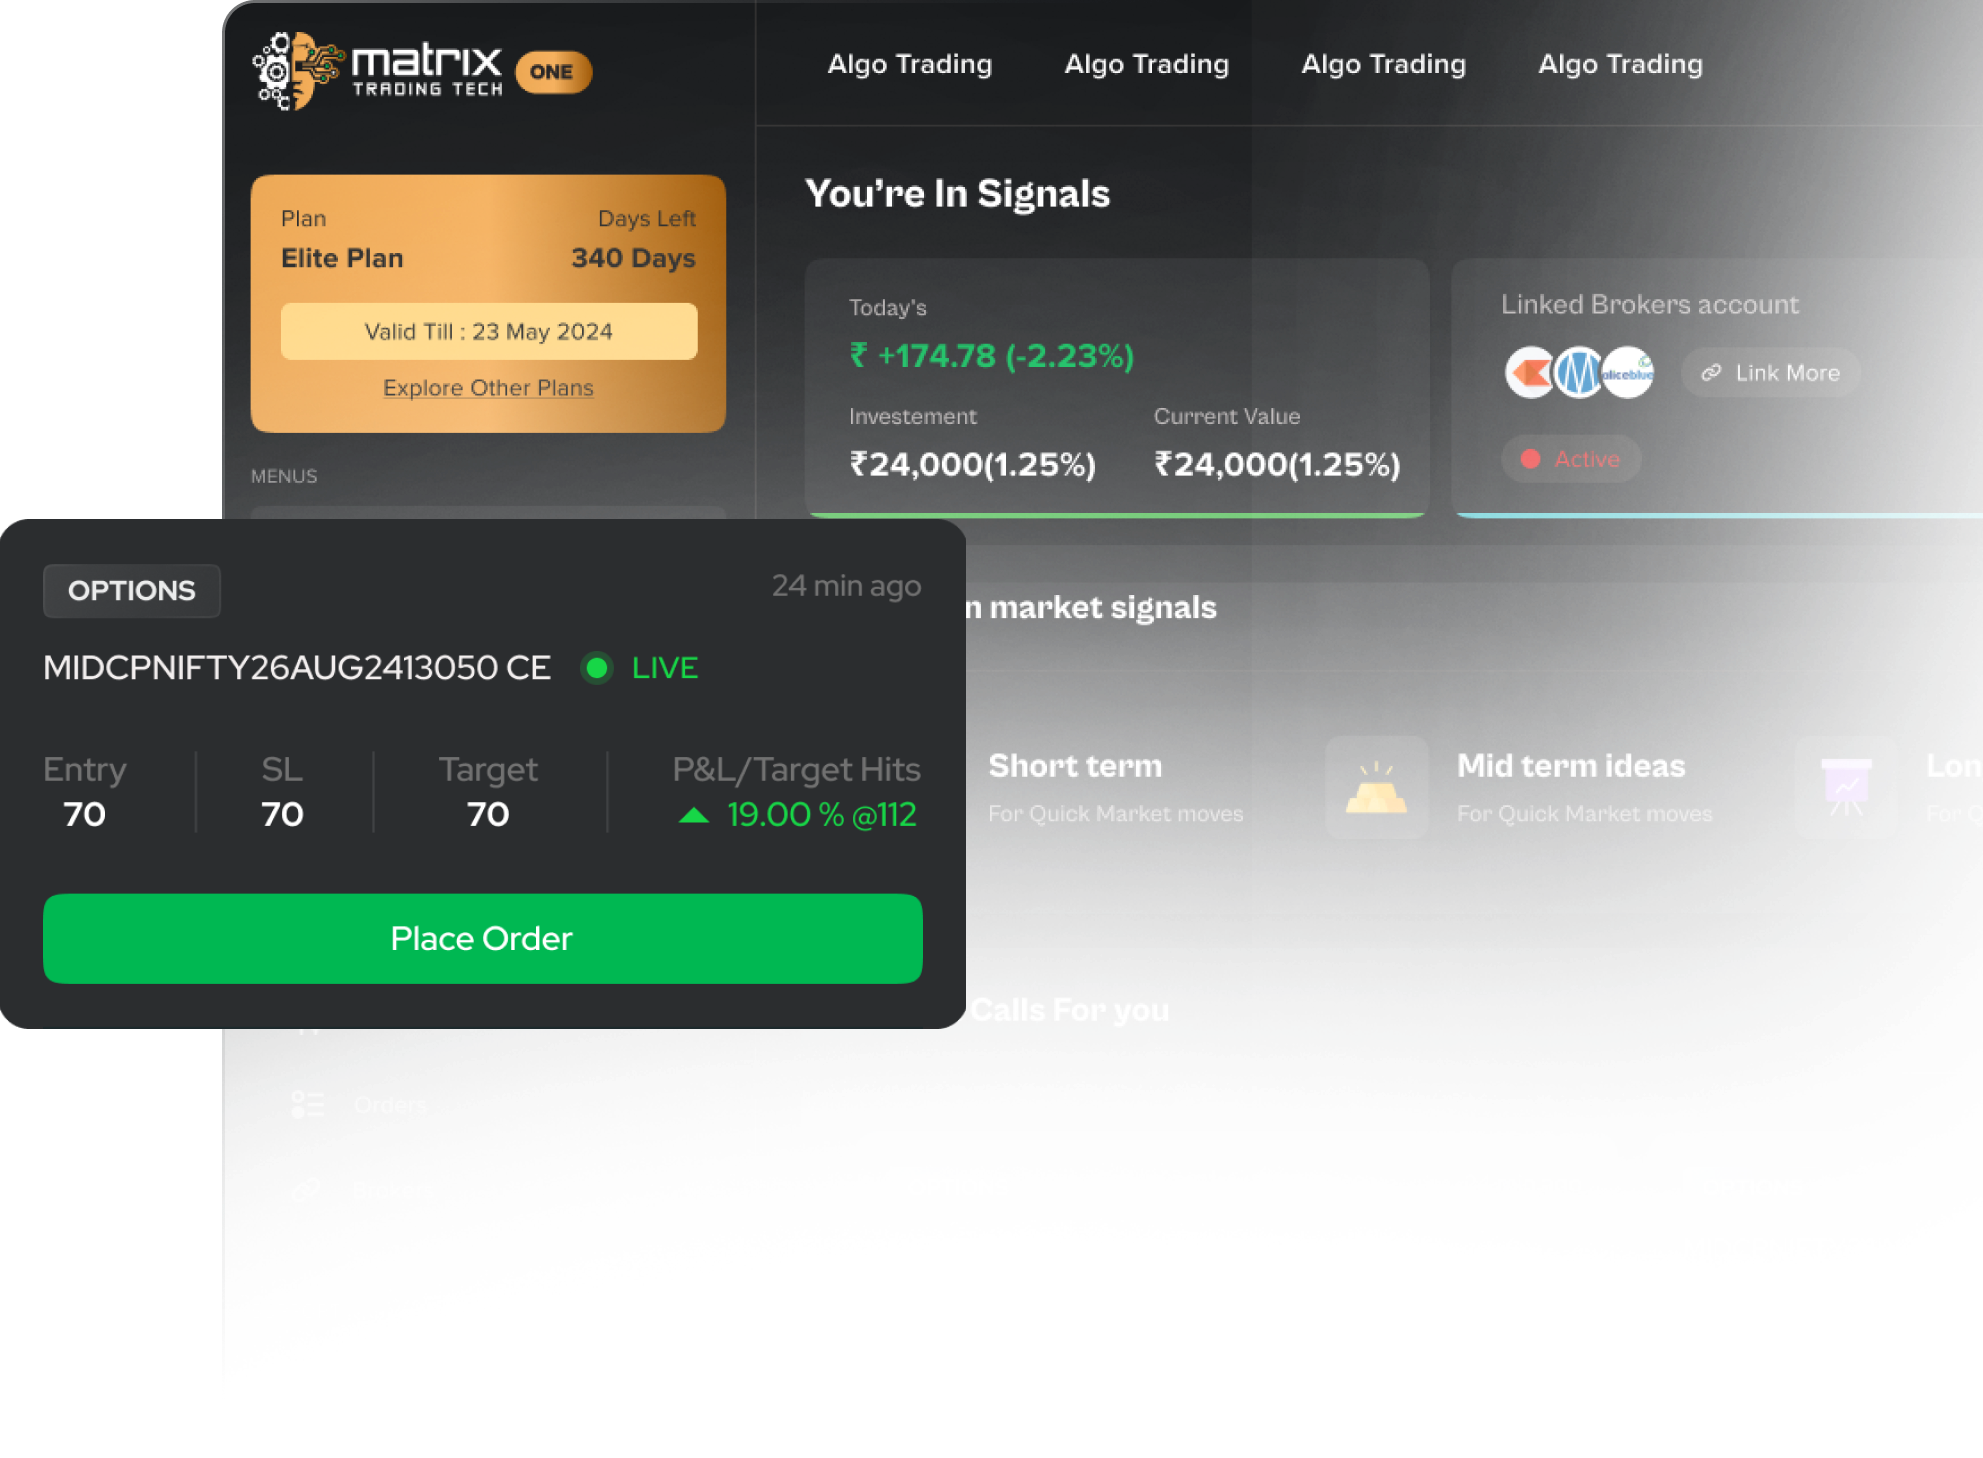 matrix
TRADING TECH
ONE
Algo Trading
Algo Trading
Algo Trading
Algo Trading
Plan
Days Left
Elite Plan
340 Days
Valid Till : 23 May 2024
Explore Other Plans
MENUS
You're In Signals
Today's
₹ +174.78 (-2.23%)
Investement
Current Value
₹24,000(1.25%)
₹24,000(1.25%)
Linked Brokers account
aliceblue
Link More
Active
OPTIONS
24 min ago
MIDCPNIFTY26AUG2413050 CE
LIVE
Entry
SL
Target
P&L/Target Hits
70
70
70
19.00 % @112
Place Order
n market signals
Short term
For Quick Market moves
Mid term ideas
For Quick Market moves
Lon
For Q
Calls For you
Orders